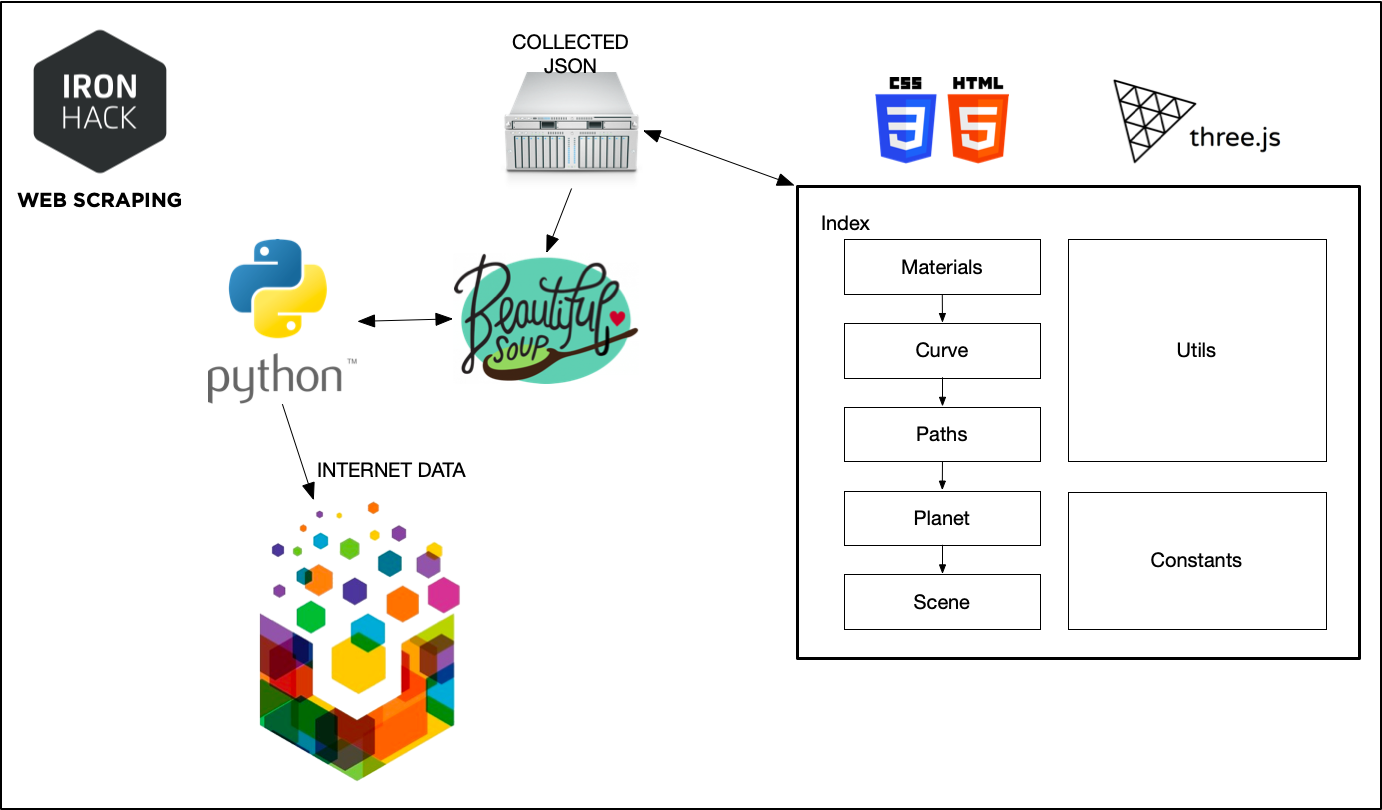 IRON
HACK
WEB SCRAPING
COLLECTED
JSON
CSS
3
HTML
5
three.js
python™
Beautiful
SOUP
INTERNET DATA
Index
Materials
Curve
Paths
Planet
Scene
Utils
Constants